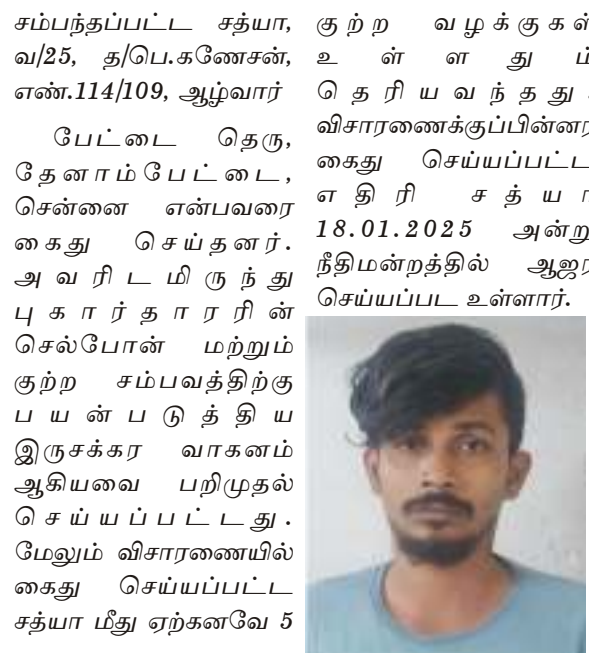 சம்பந்தப்பட்ட சத்யா,
வ/25, த/பெ.கணேசன்,
எண்.114/109, ஆழ்வார்
பேட்டை தெரு,
தேனாம்பேட்டை,
சென்னை என்பவரை
கைது செய்தனர்.
அவரிடமிருந்து
புகார்தாரரின்
செல்போன் மற்றும்
குற்ற சம்பவத்திற்கு
பயன்படுத்திய
இருசக்கர வாகனம்
ஆகியவை பறிமுதல்
செய்யப்பட்டது.
மேலும் விசாரணையில்
கைது செய்யப்பட்ட
சத்யா மீது ஏற்கனவே 5
குற்ற வழக்குகள்
உள்ளதும்
தெரியவந்தது.
விசாரணைக்குப்பின்னர்
கைது செய்யப்பட்ட
எதிரி சத்யா
18.01.2025 அன்று
நீதிமன்றத்தில் ஆஜர்
செய்யப்பட உள்ளார்.